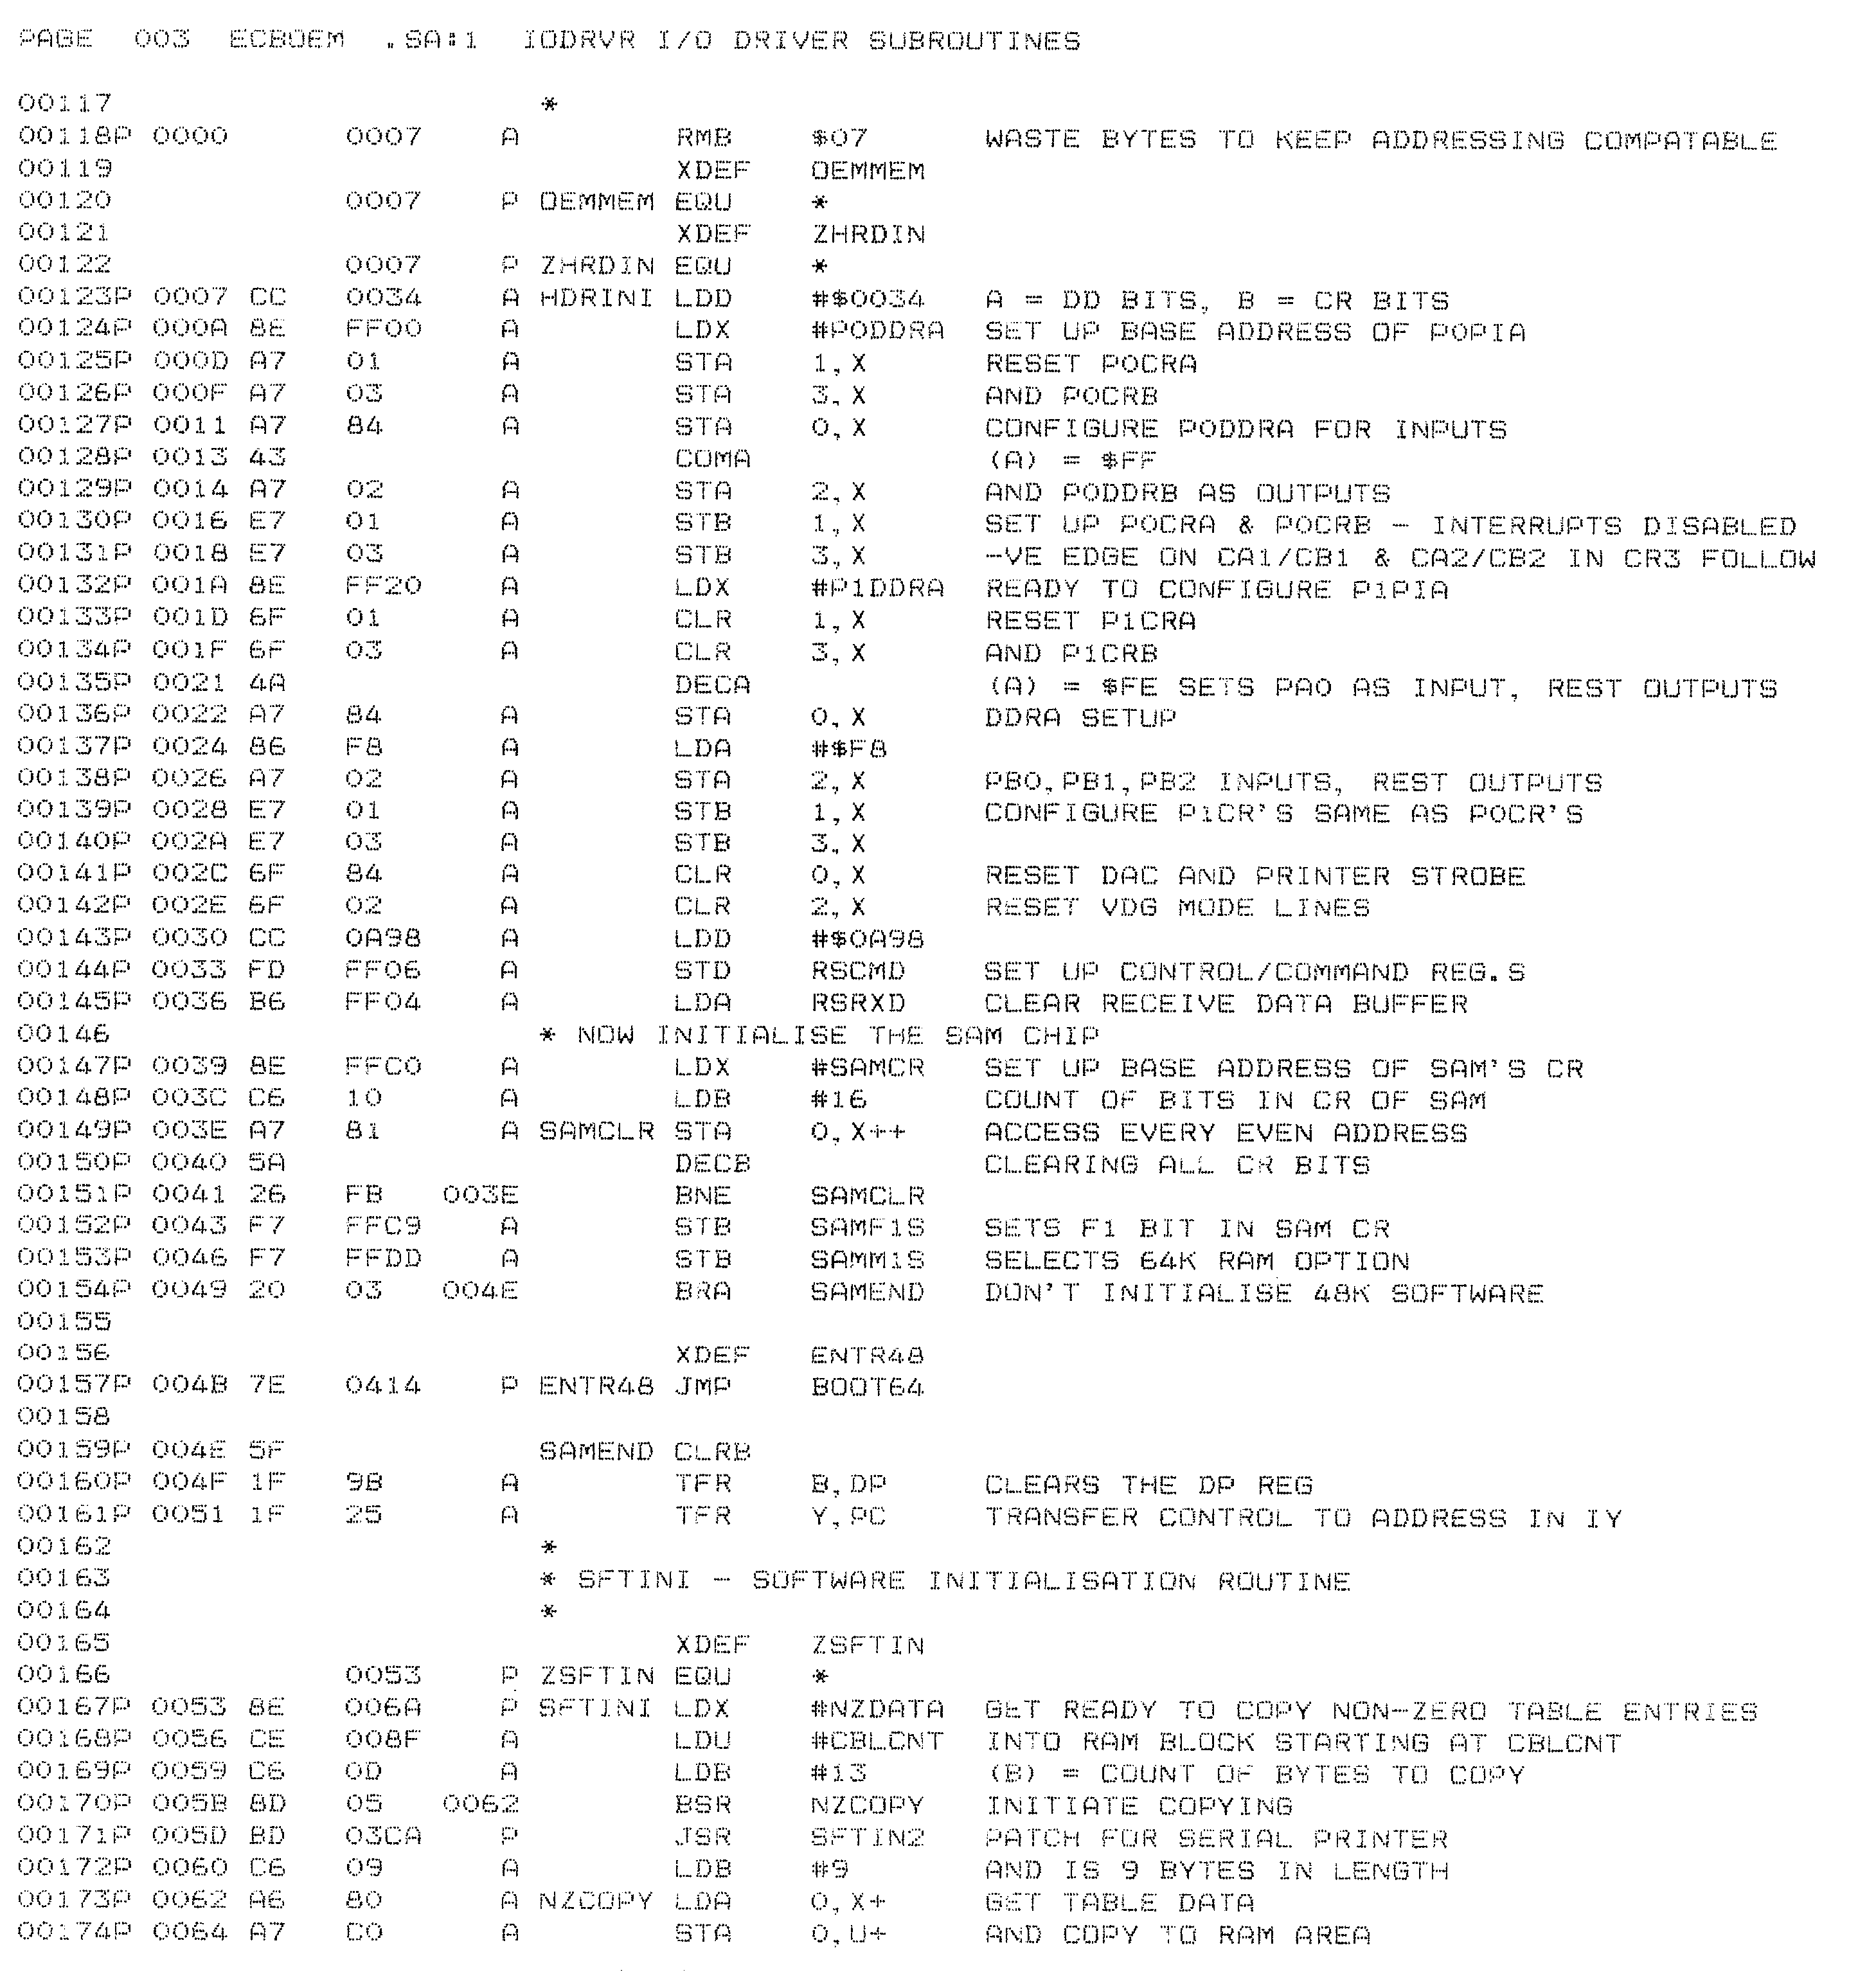 PAGE  003  ECBOEM  .SA:1  IODRVR I/O DRIVER SUBROUTINES
00117 *
00118P 0000 0007 A RMB $07 WASTE BYTES TO KEEP ADDRESSING COMPATABLE
00119 XDEF OEMMEM
00120 0007 P OEMMEM EQU *
00121 XDEF ZHRDIN
00122 0007 P ZHRDIN EQU *
00123P 0007 CC 0034 A HDRINI LDD #$0034 A = DD BITS, B = CR BITS
00124P 000A 8E FF00 A LDX #P0DDRA SET UP BASE ADDRESS OF P0PIA
00125P 000D A7 01 A STA 1,X RESET P0CRA
00126P 000F A7 03 A STA 3,X AND P0CRB
00127P 0011 A7 84 A STA 0,X CONFIGURE P0DDRA FOR INPUTS
00128P 0013 43 COMA (A) = $FF
00129P 0014 A7 02 A STA 2,X AND P0DDRB AS OUTPUTS
00130P 0016 E7 01 A STB 1,X SET UP P0CRA & P0CRB - INTERRUPTS DISABLED
00131P 0018 E7 03 A STB 3,X -VE EDGE ON CA1/CB1 & CA2/CB2 IN CR3 FOLLOW
00132P 001A 8E FF20 A LDX #P1DDRA READY TO CONFIGURE P1PIA
00133P 001D 6F 01 A CLR 1,X RESET P1CRA
00134P 001F 6F 03 A CLR 3,X AND P1CRB
00135P 0021 4A DECA (A) = $FE SETS PA0 AS INPUT, REST OUTPUTS
00136P 0022 A7 84 A STA 0,X DDRA SETUP
00137P 0024 86 F8 A LDA #$F8
00138P 0026 A7 02 A STA 2,X PB0,PB1,PB2 INPUTS, REST OUTPUTS
00139P 0028 E7 01 A STB 1,X CONFIGURE P1CR'S SAME AS P0CR'S
00140P 002A E7 03 A STB 3,X
00141P 002C 6F 84 A CLR 0,X RESET DAC AND PRINTER STROBE
00142P 002E 6F 02 A CLR 2,X RESET VDG MODE LINES
00143P 0030 CC 0A98 A LDD #$0A98
00144P 0033 FD FF06 A STD RSCMD SET UP CONTROL/COMMAND REG.S
00145P 0036 B6 FF04 A LDA RSRXD CLEAR RECEIVE DATA BUFFER
00146 * NOW INITIALISE THE SAM CHIP
00147P 0039 8E FFC0 A LDX #SAMCR SET UP BASE ADDRESS OF SAM'S CR
00148P 003C C6 10 A LDB #16 COUNT OF BITS IN CR OF SAM
00149P 003E A7 81 A SAMCLR STA 0,X++ ACCESS EVERY EVEN ADDRESS
00150P 0040 5A DECB CLEARING ALL CR BITS
00151P 0041 26 FB 003E BNE SAMCLR
00152P 0043 F7 FFC9 A STB SAMF1S SETS F1 BIT IN SAM CR
00153P 0046 F7 FFDD A STB SAMM1S SELECTS 64K RAM OPTION
00154P 0049 20 03 004E BRA SAMEND DON'T INITIALISE 48K SOFTWARE
00155
00156 XDEF ENTR48
00157P 004B 7E 0414 P ENTR48 JMP BOOT64
00158
00159P 004E 5F SAMEND CLRB
00160P 004F 1F 9B A TFR B,DP CLEARS THE DP REG
00161P 0051 1F 25 A TFR Y,PC TRANSFER CONTROL TO ADDRESS IN IY
00162 *
00163 * SFTINI - SOFTWARE INITIALISATION ROUTINE
00164 *
00165 XDEF ZSFTIN
00166 0053 P ZSFTIN EQU *
00167P 0053 8E 006A P SFTINI LDX #NZDATA GET READY TO COPY NON-ZERO TABLE ENTRIES
00168P 0056 CE 008F A LDU #CBLCNT INTO RAM BLOCK STARTING AT CBLCNT
00169P 0059 C6 0D A LDB #13 (B) = COUNT OF BYTES TO COPY
00170P 005B 8D 05 0062 BSR NZCOPY INITIATE COPYING
00171P 005D BD 03CA P JSR SFTIN2 PATCH FOR SERIAL PRINTER
00172P 0060 C6 09 A LDB #9 AND IS 9 BYTES IN LENGTH
00173P 0062 A6 80 A NZCOPY LDA 0,X+ GET TABLE DATA
00174P 0064 A7 C0 A STA 0,U+ AND COPY TO RAM AREA